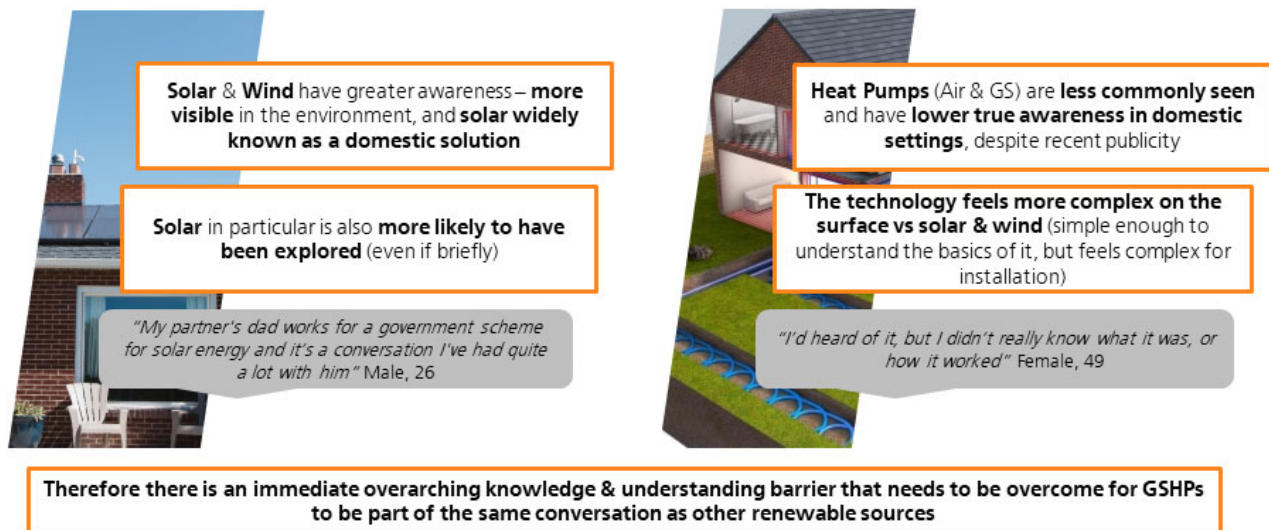 Solar & Wind have greater awareness – more
visible in the environment, and solar widely
known as a domestic solution
Solar in particular is also more likely to have
been explored (even if briefly)
“My partner's dad works for a government scheme
for solar energy and it's a conversation I've had quite
a lot with him” Male, 26
Heat Pumps (Air & GS) are less commonly seen
and have lower true awareness in domestic
settings, despite recent publicity
The technology feels more complex on the
surface vs solar & wind (simple enough to
understand the basics of it, but feels complex for
installation)
“I'd heard of it, but I didn't really know what it was, or
how it worked” Female, 49
Therefore there is an immediate overarching knowledge & understanding barrier that needs to be overcome for GSHPs
to be part of the same conversation as other renewable sources